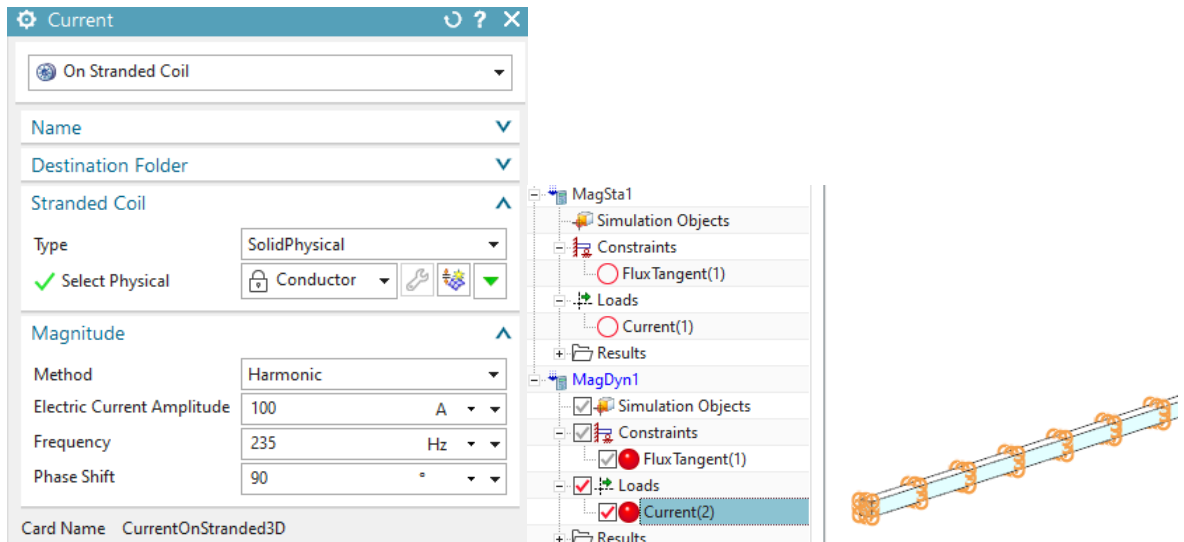 Current
On Stranded Coil
Name
Destination Folder
Stranded Coil
Type SolidPhysical
Select Physical Conductor
Magnitude
Method Harmonic
Electric Current Amplitude 100 A
Frequency 235 Hz
Phase Shift 90 °
Card Name CurrentOnStranded3D
MagSta1
Simulation Objects
Constraints
FluxTangent(1)
Loads
Current(1)
Results
MagDyn1
Simulation Objects
Constraints
FluxTangent(1)
Loads
Current(2)
Results